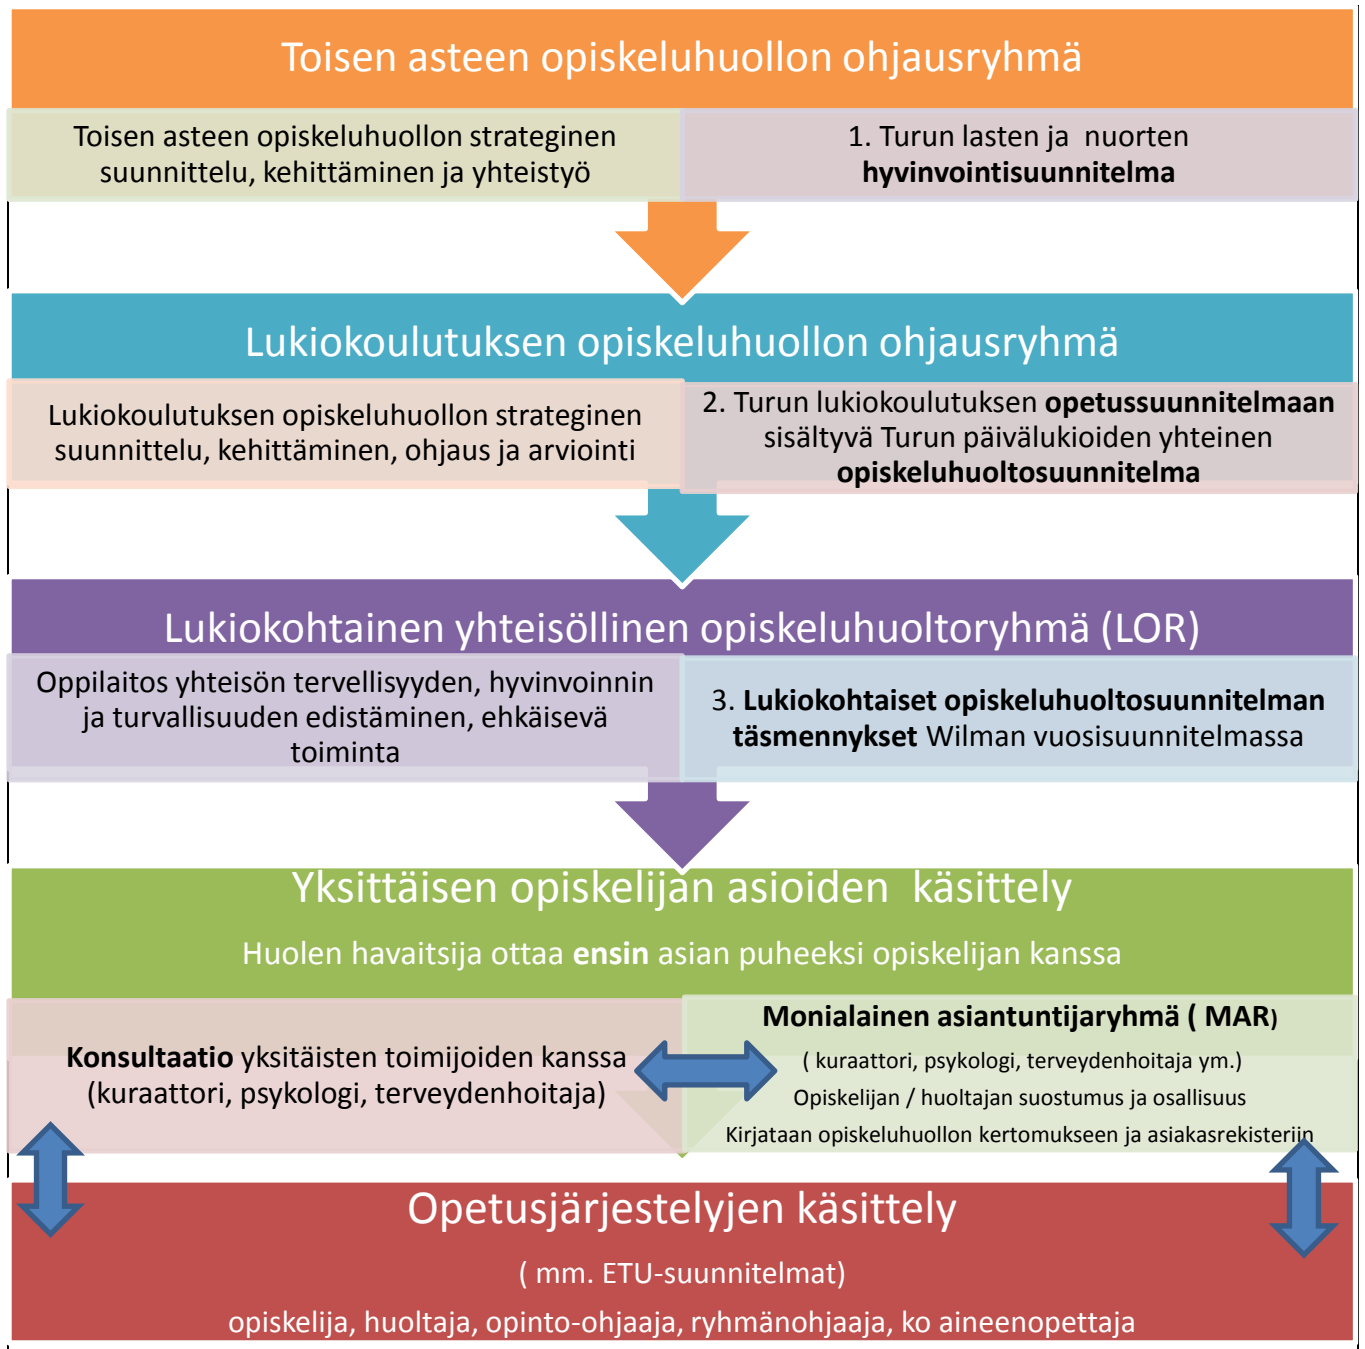 Toisen asteen opiskeluhuollon ohjausryhmä
Toisen asteen opiskeluhuollon strateginen
suunnittelu, kehittäminen ja yhteistyö
1. Turun lasten ja nuorten
hyvinvointisuunnitelma
Lukiokoulutuksen opiskeluhuollon ohjausryhmä
Lukiokoulutuksen opiskeluhuollon strateginen
suunnittelu, kehittäminen, ohjaus ja arviointi
2. Turun lukiokoulutuksen opetussuunnitelmaan
sisältyvä Turun päivälukioiden yhteinen
opiskeluhuoltosuunnitelma
Lukiokohtainen yhteisöllinen opiskeluhuoltoryhmä (LOR)
Oppilaitos yhteisön tervellisyyden, hyvinvoinnin
ja turvallisuuden edistäminen, ehkäisevä
toiminta
3. Lukiokohtaiset opiskeluhuoltosuunnitelman
täsmennykset Wilman vuosisuunnitelmassa
Yksittäisen opiskelijan asioiden käsittely
Huolen havaitsija ottaa ensin asian puheeksi opiskelijan kanssa
Konsultaatio yksitäisten toimijoiden kanssa
(kuraattori, psykologi, terveydenhoitaja)
Monialainen asiantuntijaryhmä ( MAR)
( kuraattori, psykologi, terveydenhoitaja ym.)
Opiskelijan / huoltajan suostumus ja osallisuus
Kirjataan opiskeluhuollon kertomukseen ja asiakasrekisteriin
Opetusjärjestelyjen käsittely
( mm. ETU-suunnitelmat)
opiskelija, huoltaja, opinto-ohjaaja, ryhmänohjaaja, ko aineenopettaja